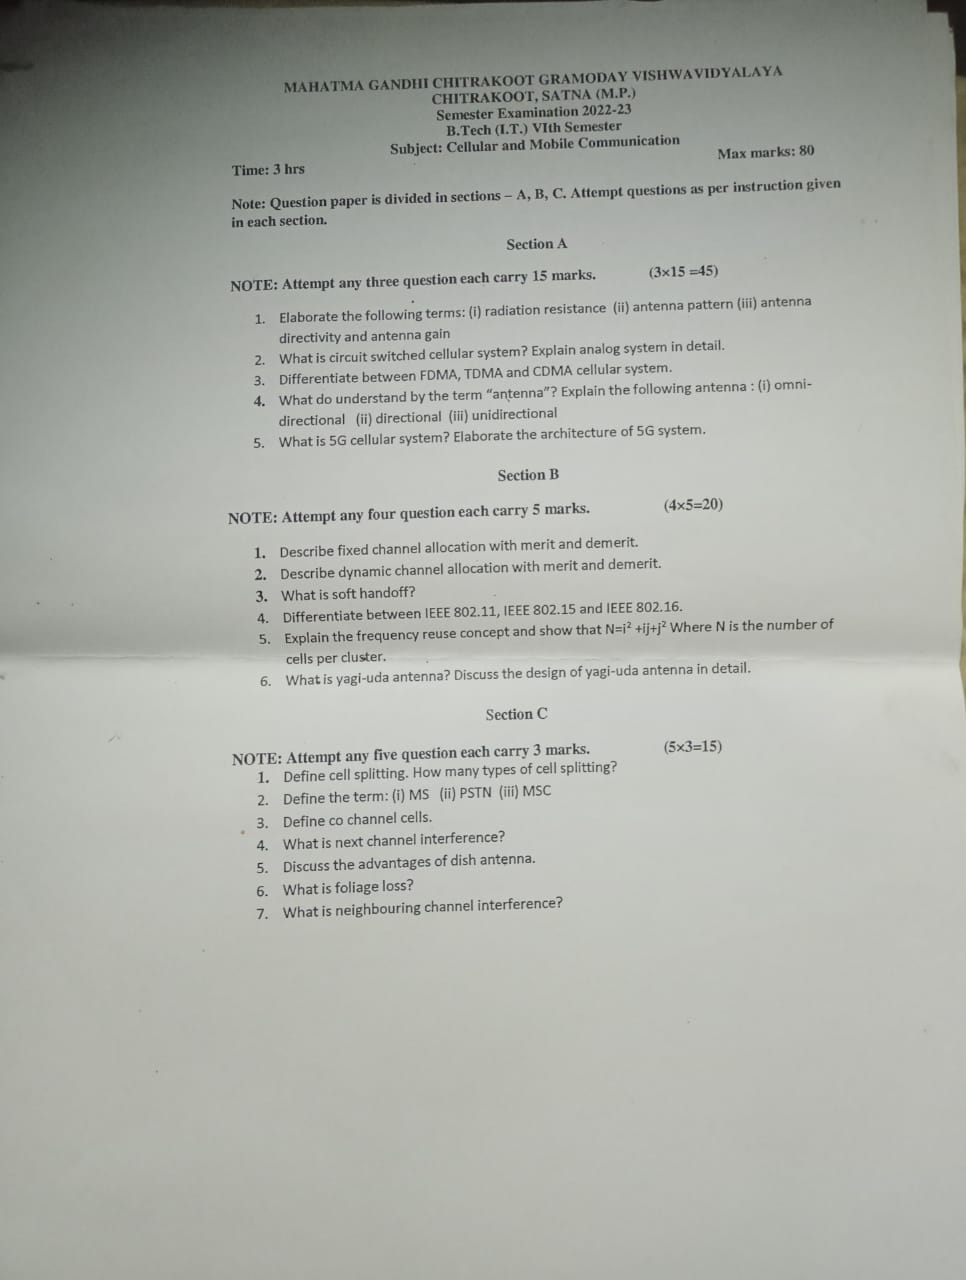 MAHATMA GANDHI CHITRAKOOT GRAMODAY VISHWAVIDYALAYA
CHITRAKOOT, SATNA (M.P.)
Semester Examination 2022-23
B.Tech (I.T.) VIth Semester
Subject: Cellular and Mobile Communication
Time: 3 hrs Max marks: 80
Note: Question paper is divided in sections – A, B, C. Attempt questions as per instruction given
in each section.
Section A
NOTE: Attempt any three question each carry 15 marks. (3×15 =45)
1. Elaborate the following terms: (i) radiation resistance (ii) antenna pattern (iii) antenna
directivity and antenna gain
2. What is circuit switched cellular system? Explain analog system in detail.
3. Differentiate between FDMA, TDMA and CDMA cellular system.
4. What do understand by the term “antenna”? Explain the following antenna : (i) omni-
directional (ii) directional (iii) unidirectional
5. What is 5G cellular system? Elaborate the architecture of 5G system.
Section B
NOTE: Attempt any four question each carry 5 marks. (4×5=20)
1. Describe fixed channel allocation with merit and demerit.
2. Describe dynamic channel allocation with merit and demerit.
3. What is soft handoff?
4. Differentiate between IEEE 802.11, IEEE 802.15 and IEEE 802.16.
5. Explain the frequency reuse concept and show that N=i² +ij+j² Where N is the number of
cells per cluster.
6. What is yagi-uda antenna? Discuss the design of yagi-uda antenna in detail.
Section C
NOTE: Attempt any five question each carry 3 marks. (5×3=15)
1. Define cell splitting. How many types of cell splitting?
2. Define the term: (i) MS (ii) PSTN (iii) MSC
3. Define co channel cells.
4. What is next channel interference?
5. Discuss the advantages of dish antenna.
6. What is foliage loss?
7. What is neighbouring channel interference?